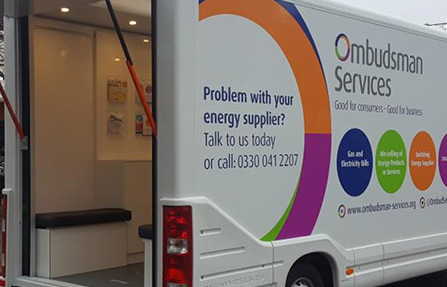 Ombudsman
Services
Good for consumers - Good for business
Problem with your
energy supplier?
Talk to us today
or call: 0330 041 2207
Gas and
Electricity Bills
Mis-selling of
Energy Products
or Services
Switching
Energy Supplier
www.ombudsman-services.org